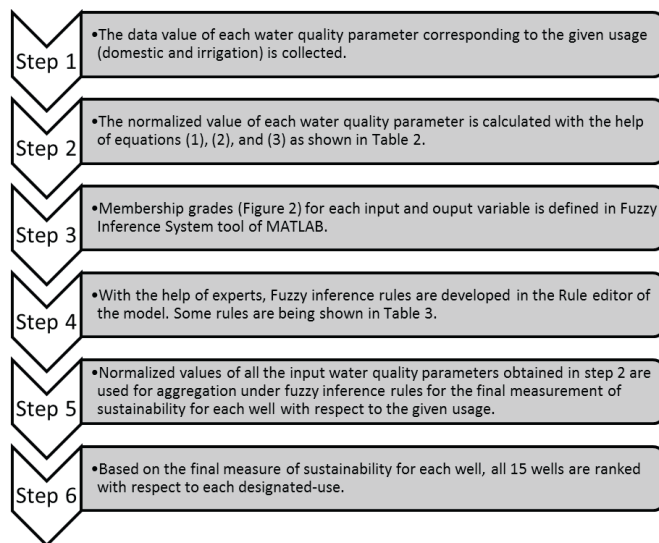 Step 1
•The data value of each water quality parameter corresponding to the given usage
(domestic and irrigation) is collected.
Step 2
•The normalized value of each water quality parameter is calculated with the help
of equations (1), (2), and (3) as shown in Table 2.
Step 3
•Membership grades (Figure 2) for each input and ouput variable is defined in Fuzzy
Inference System tool of MATLAB.
Step 4
•With the help of experts, Fuzzy inference rules are developed in the Rule editor of
the model. Some rules are being shown in Table 3.
Step 5
•Normalized values of all the input water quality parameters obtained in step 2 are
used for aggregation under fuzzy inference rules for the final measurement of
sustainability for each well with respect to the given usage.
Step 6
•Based on the final measure of sustainability for each well, all 15 wells are ranked
with respect to each designated-use.